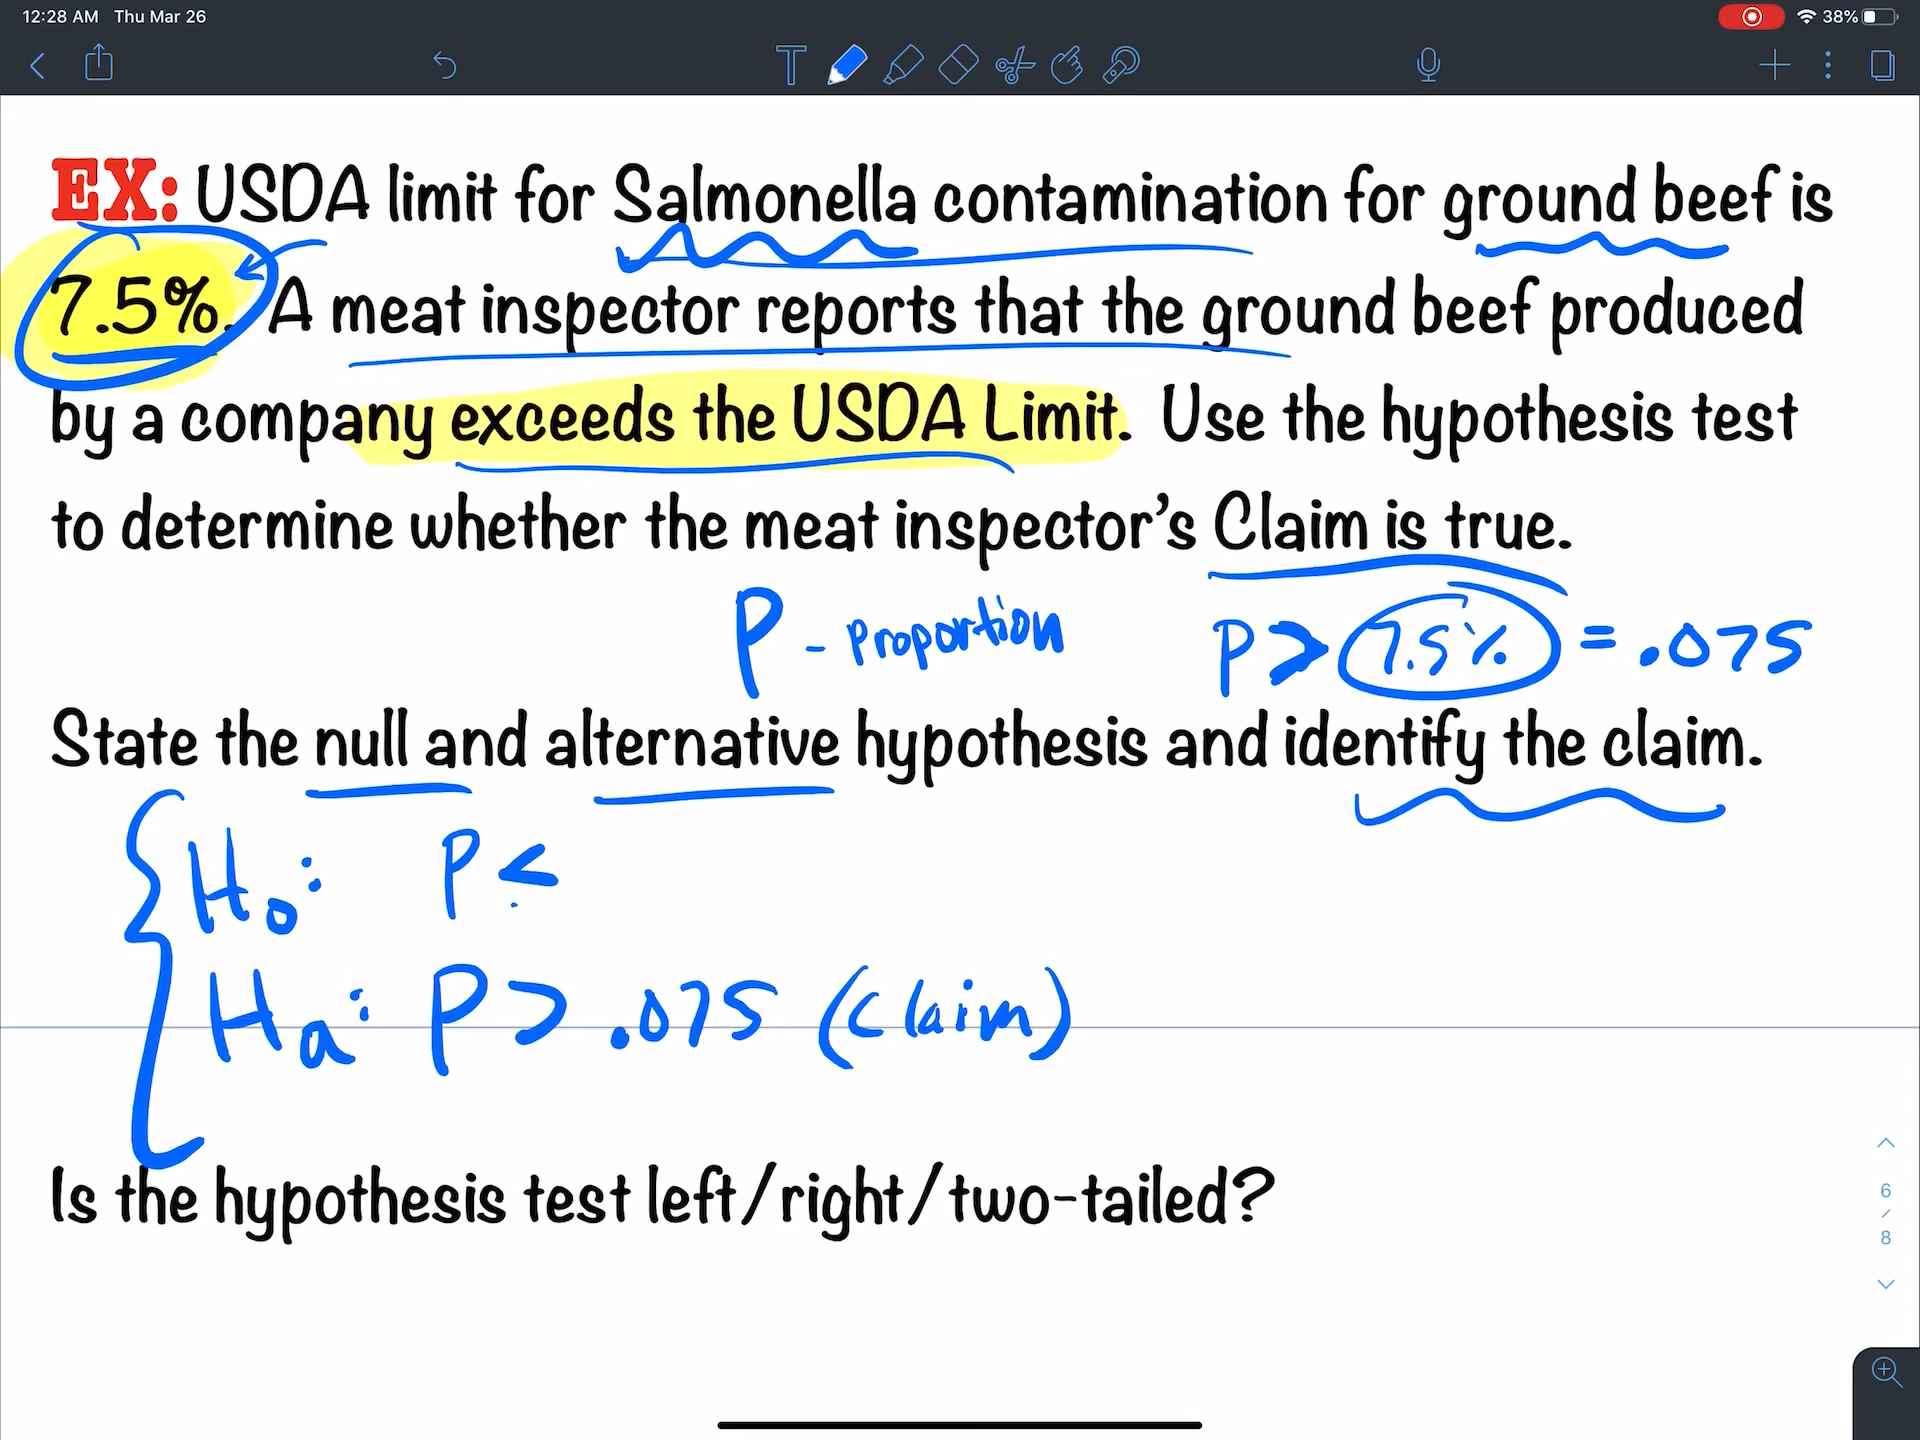 12:28 AM Thu Mar 26
38%
EX: USDA limit for Salmonella contamination for ground beef is
7.5%. A meat inspector reports that the ground beef produced
by a company exceeds the USDA Limit. Use the hypothesis test
to determine whether the meat inspector's Claim is true.
P - Proportion P > 7.5% = .075
State the null and alternative hypothesis and identify the claim.
H₀: P <
Hₐ: P > .075 (Claim)
Is the hypothesis test left/right/two-tailed?
6
/
8